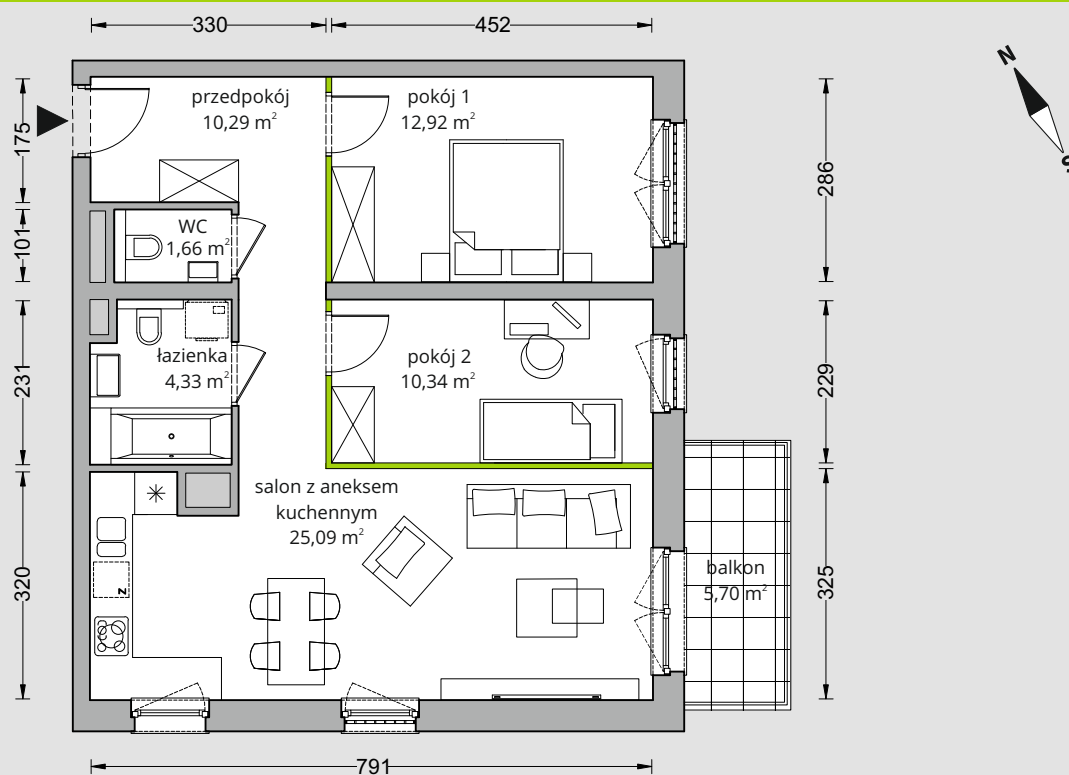 330
452
N
S
175
101
231
320
przedpokój
10,29 m²
pokój 1
12,92 m²
286
WC
1,66 m²
łazienka
4,33 m²
pokój 2
10,34 m²
229
salon z aneksem
kuchennym
25,09 m²
z
balkon
5,70 m²
325
791